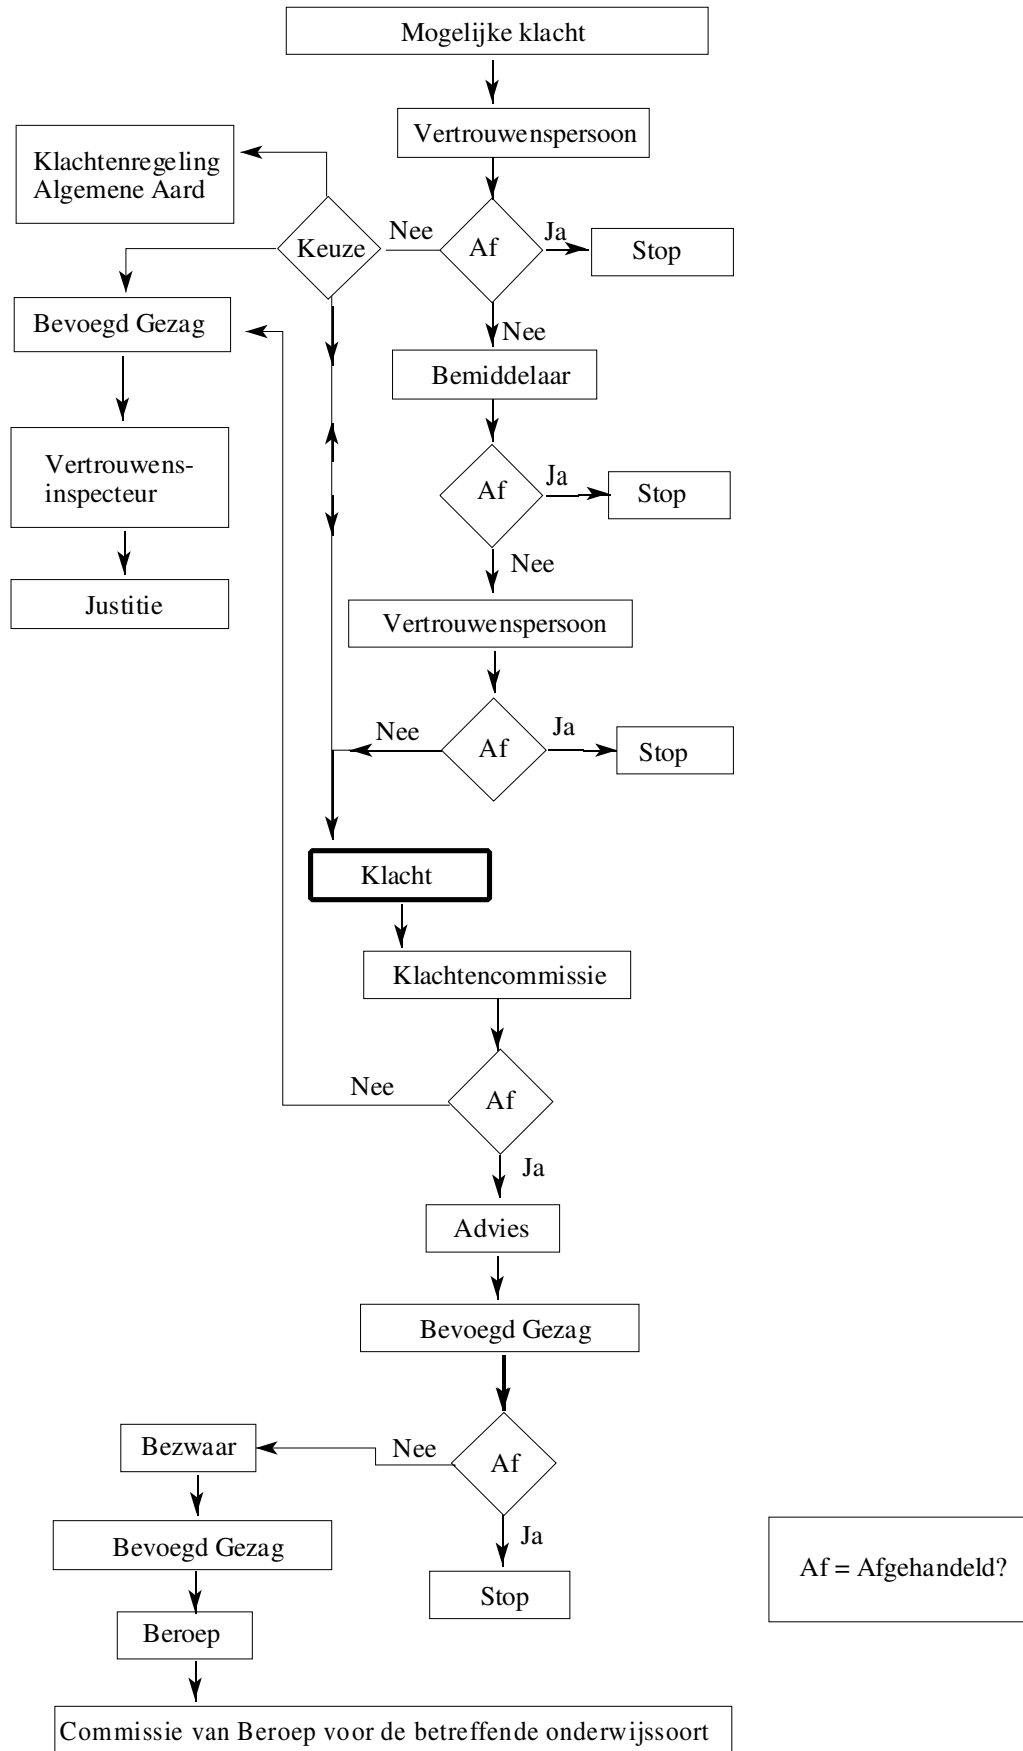 Mogelijke klacht
Vertrouwenspersoon
Klachtenregeling
Algemene Aard
Keuze
Nee
Af
Ja
Stop
Bevoegd Gezag
Nee
Bemiddelaar
Vertrouwens-
inspecteur
Af
Ja
Stop
Nee
Justitie
Vertrouwenspersoon
Nee
Af
Ja
Stop
Klacht
Klachtencommissie
Nee
Af
Ja
Advies
Bevoegd Gezag
Bezwaar
Nee
Af
Ja
Bevoegd Gezag
Stop
Af = Afgehandeld?
Beroep
Commissie van Beroep voor de betreffende onderwijssoort